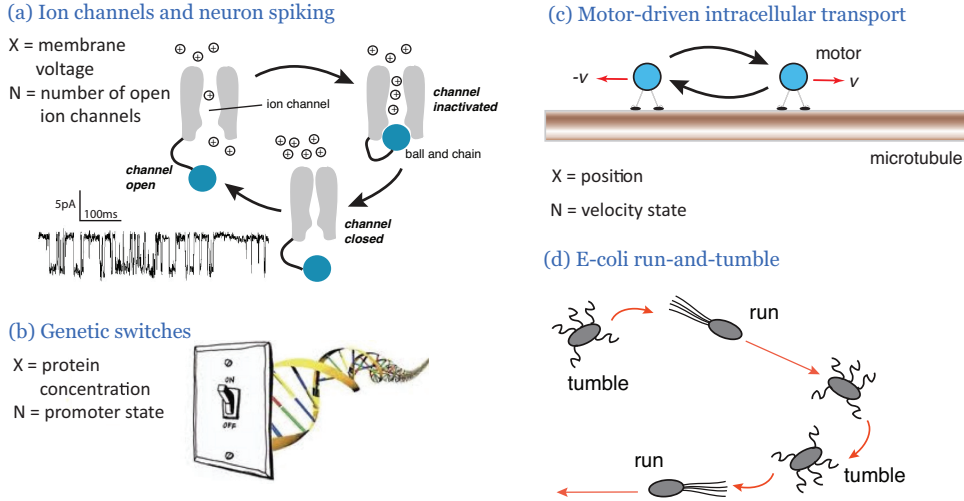 (a) Ion channels and neuron spiking
X = membrane
voltage
N = number of open
ion channels
ion channel
channel
inactivated
ball and chain
channel
open
channel
closed
5pA
100ms
(b) Genetic switches
X = protein
concentration
N = promoter state
ON
OFF
(c) Motor-driven intracellular transport
motor
-v
v
microtubule
X = position
N = velocity state
(d) E-coli run-and-tumble
run
tumble
run
tumble